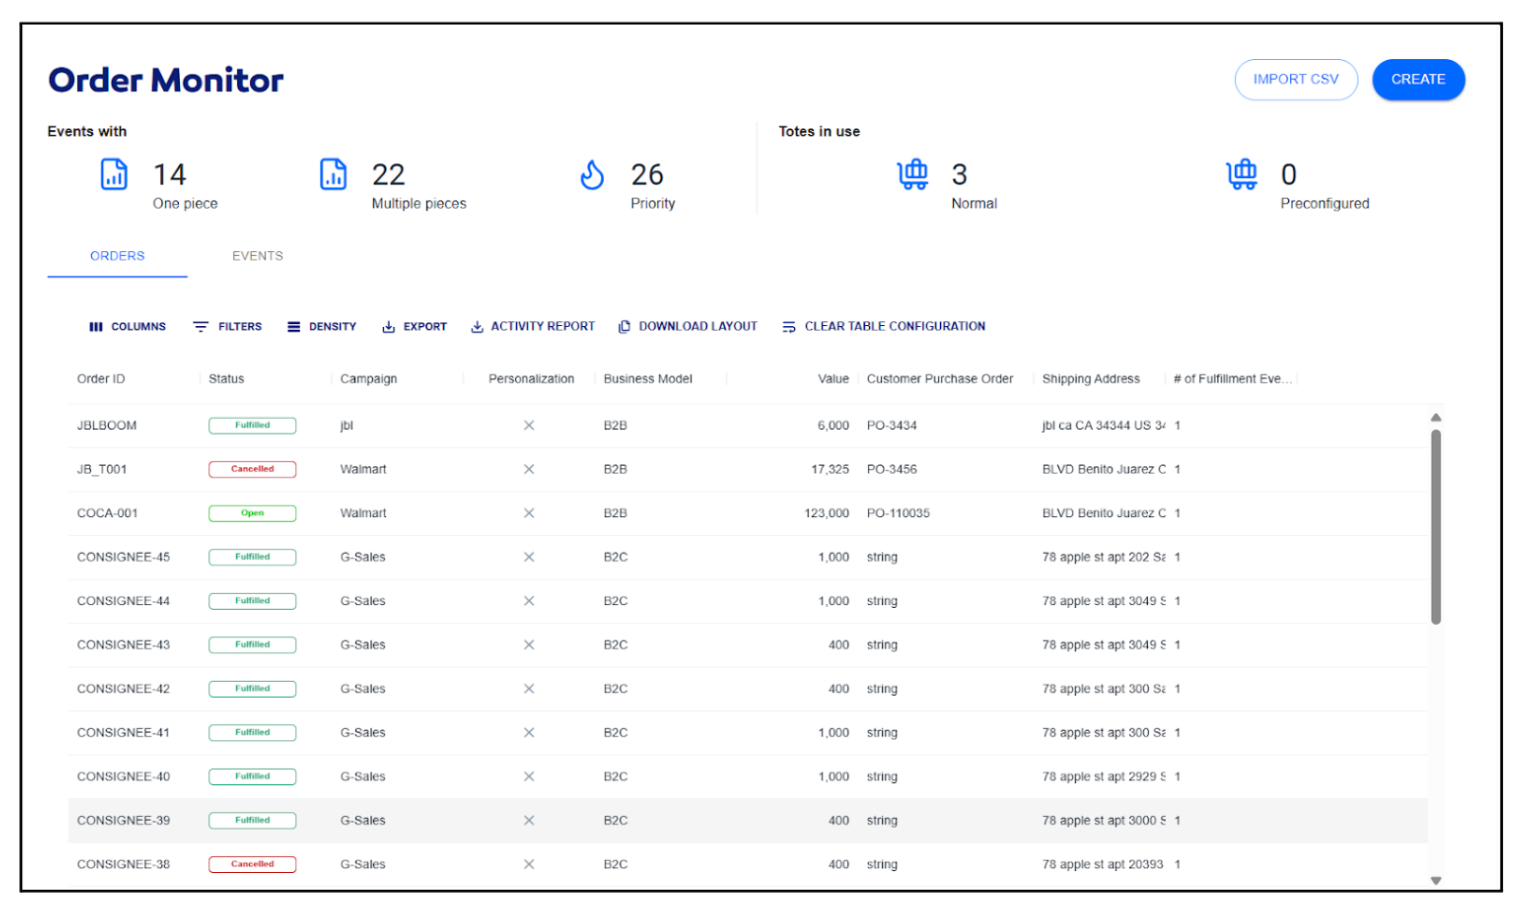 Order Monitor
IMPORT CSV CREATE
Events with
Totes in use
14 22 26 3 0
One piece Multiple pieces Priority Normal Preconfigured
ORDERS EVENTS
COLUMNS FILTERS DENSITY EXPORT ACTIVITY REPORT DOWNLOAD LAYOUT CLEAR TABLE CONFIGURATION
Order ID Status Campaign Personalization Business Model Value Customer Purchase Order Shipping Address # of Fulfillment Eve...
JBLBOOM Fulfilled jbl B2B 6,000 PO-3434 jbl ca CA 34344 US 1
JB_T001 Cancelled Walmart B2B 17,325 PO-3456 BLVD Benito Juarez 1
COCA-001 Open Walmart B2B 123,000 PO-110035 BLVD Benito Juarez 1
CONSIGNEE-45 Fulfilled G-Sales B2C 1,000 string 78 apple st apt 202 1
CONSIGNEE-44 Fulfilled G-Sales B2C 1,000 string 78 apple st apt 3049 1
CONSIGNEE-43 Fulfilled G-Sales B2C 400 string 78 apple st apt 3049 1
CONSIGNEE-42 Fulfilled G-Sales B2C 400 string 78 apple st apt 300 1
CONSIGNEE-41 Fulfilled G-Sales B2C 1,000 string 78 apple st apt 300 1
CONSIGNEE-40 Fulfilled G-Sales B2C 1,000 string 78 apple st apt 2929 1
CONSIGNEE-39 Fulfilled G-Sales B2C 400 string 78 apple st apt 3000 1
CONSIGNEE-38 Cancelled G-Sales B2C 400 string 78 apple st apt 20393 1